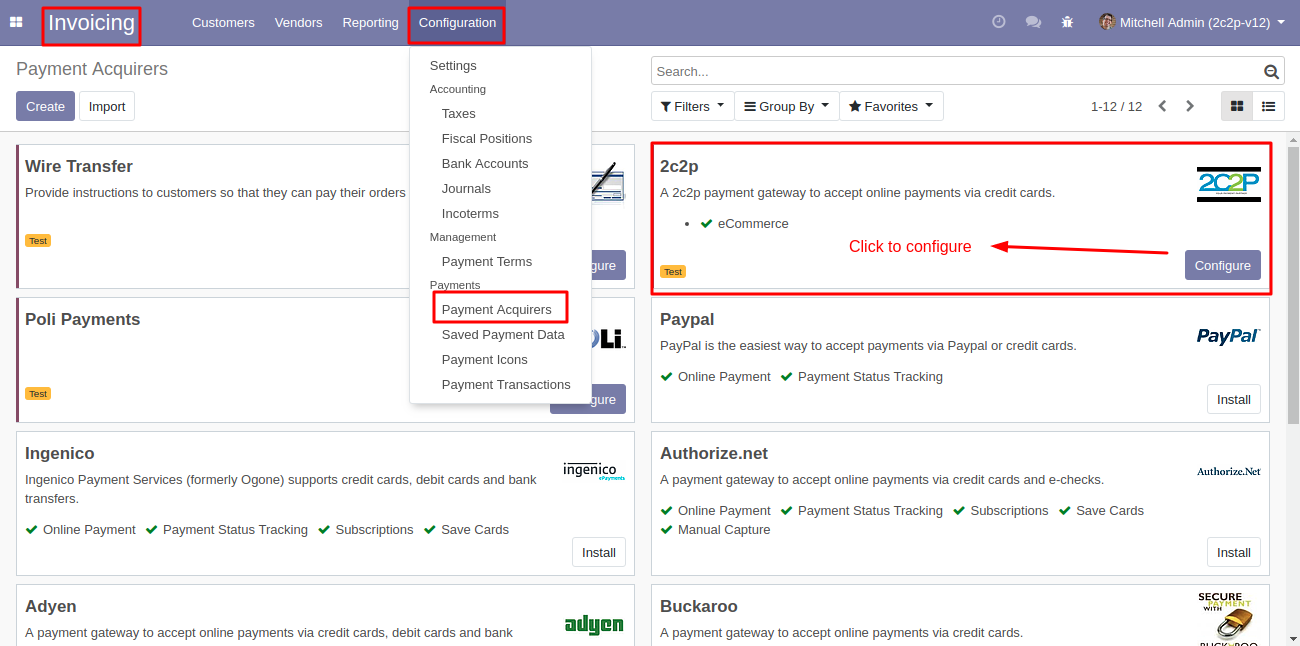 Invoicing
Customers Vendors Reporting Configuration
Mitchell Admin (2c2p-v12)
Payment Acquirers
Search...
Create Import
Filters Group By Favorites
1-12 / 12
Settings
Accounting
Taxes
Fiscal Positions
Bank Accounts
Journals
Incoterms
Management
Payment Terms
Payments
Payment Acquirers
Saved Payment Data
Payment Icons
Payment Transactions
Wire Transfer
Provide instructions to customers so that they can pay their orders
Test
gure
2c2p
2C2P
A 2c2p payment gateway to accept online payments via credit cards.
eCommerce
Click to configure
Test
Configure
Poli Payments
Li.
Test
gure
Paypal
PayPal
PayPal is the easiest way to accept payments via Paypal or credit cards.
Online Payment Payment Status Tracking
Install
Ingenico
ingenico
ePayments
Ingenico Payment Services (formerly Ogone) supports credit cards, debit cards and bank
transfers.
Online Payment Payment Status Tracking Subscriptions Save Cards
Install
Authorize.net
Authorize.Net
A payment gateway to accept online payments via credit cards and e-checks.
Online Payment Payment Status Tracking Subscriptions Save Cards
Manual Capture
Install
Adyen
adyen
A payment gateway to accept online payments via credit cards, debit cards and bank
Buckaroo
SECURE
PAYMENT
WITH
BUCKAROO
A payment gateway to accept online payments via credit cards.